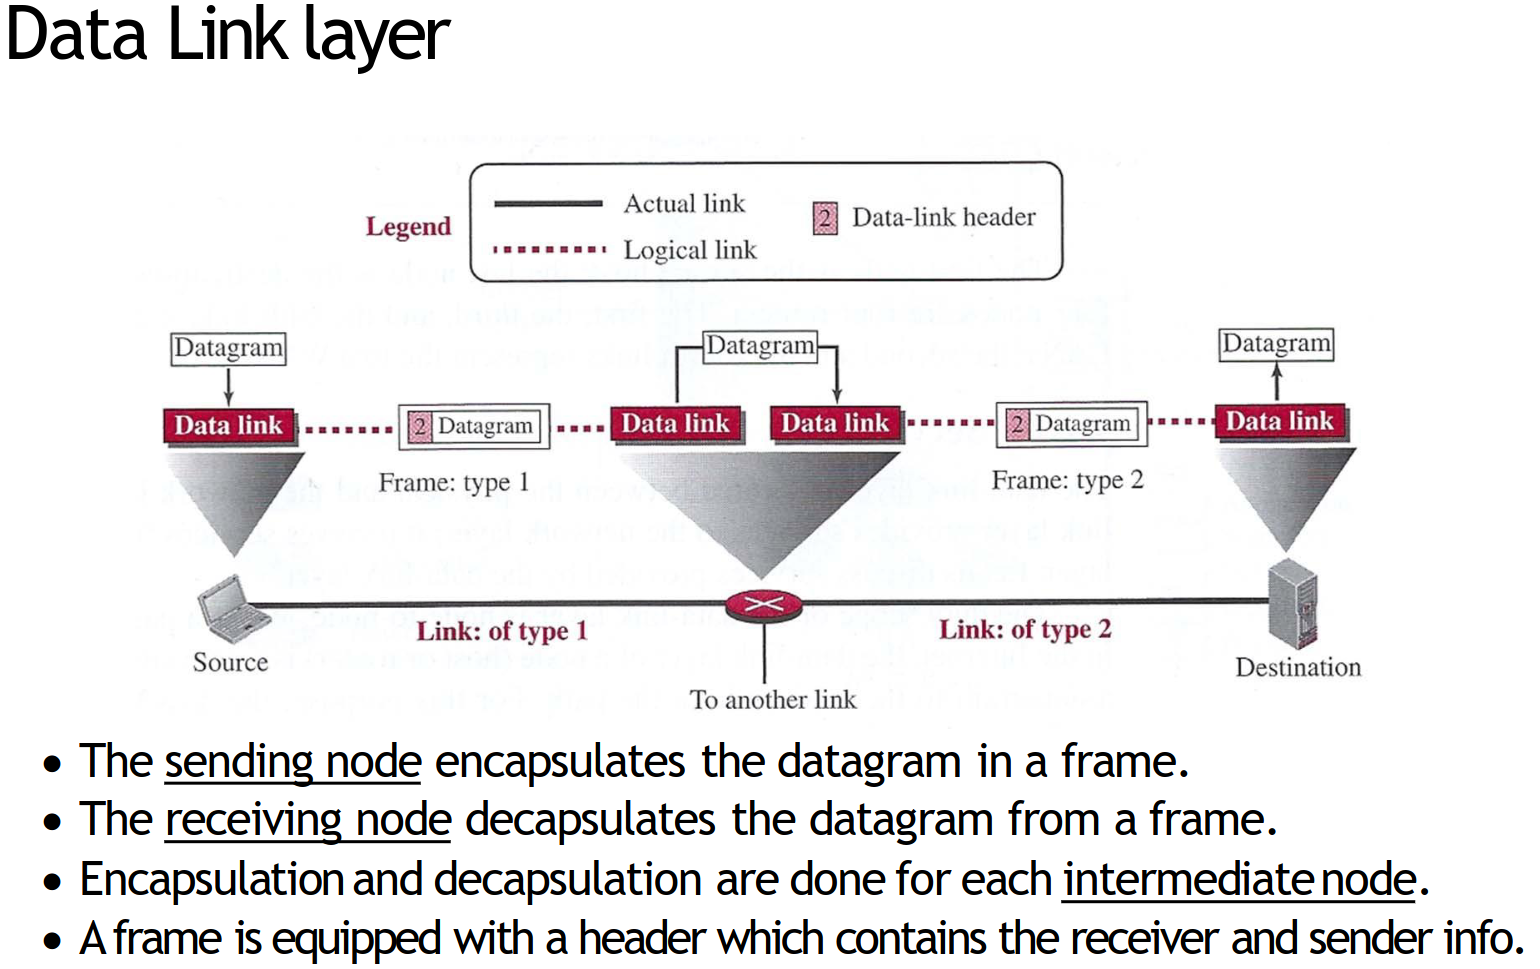 Data Link layer
Legend
Actual link
Logical link
2 Data-link header
Datagram
Datagram
Datagram
Data link
2 Datagram
Data link
Data link
2 Datagram
Data link
Frame: type 1
Frame: type 2
Link: of type 1
Link: of type 2
Source
Destination
To another link
• The sending node encapsulates the datagram in a frame.
• The receiving node decapsulates the datagram from a frame.
• Encapsulation and decapsulation are done for each intermediate node.
• A frame is equipped with a header which contains the receiver and sender info.